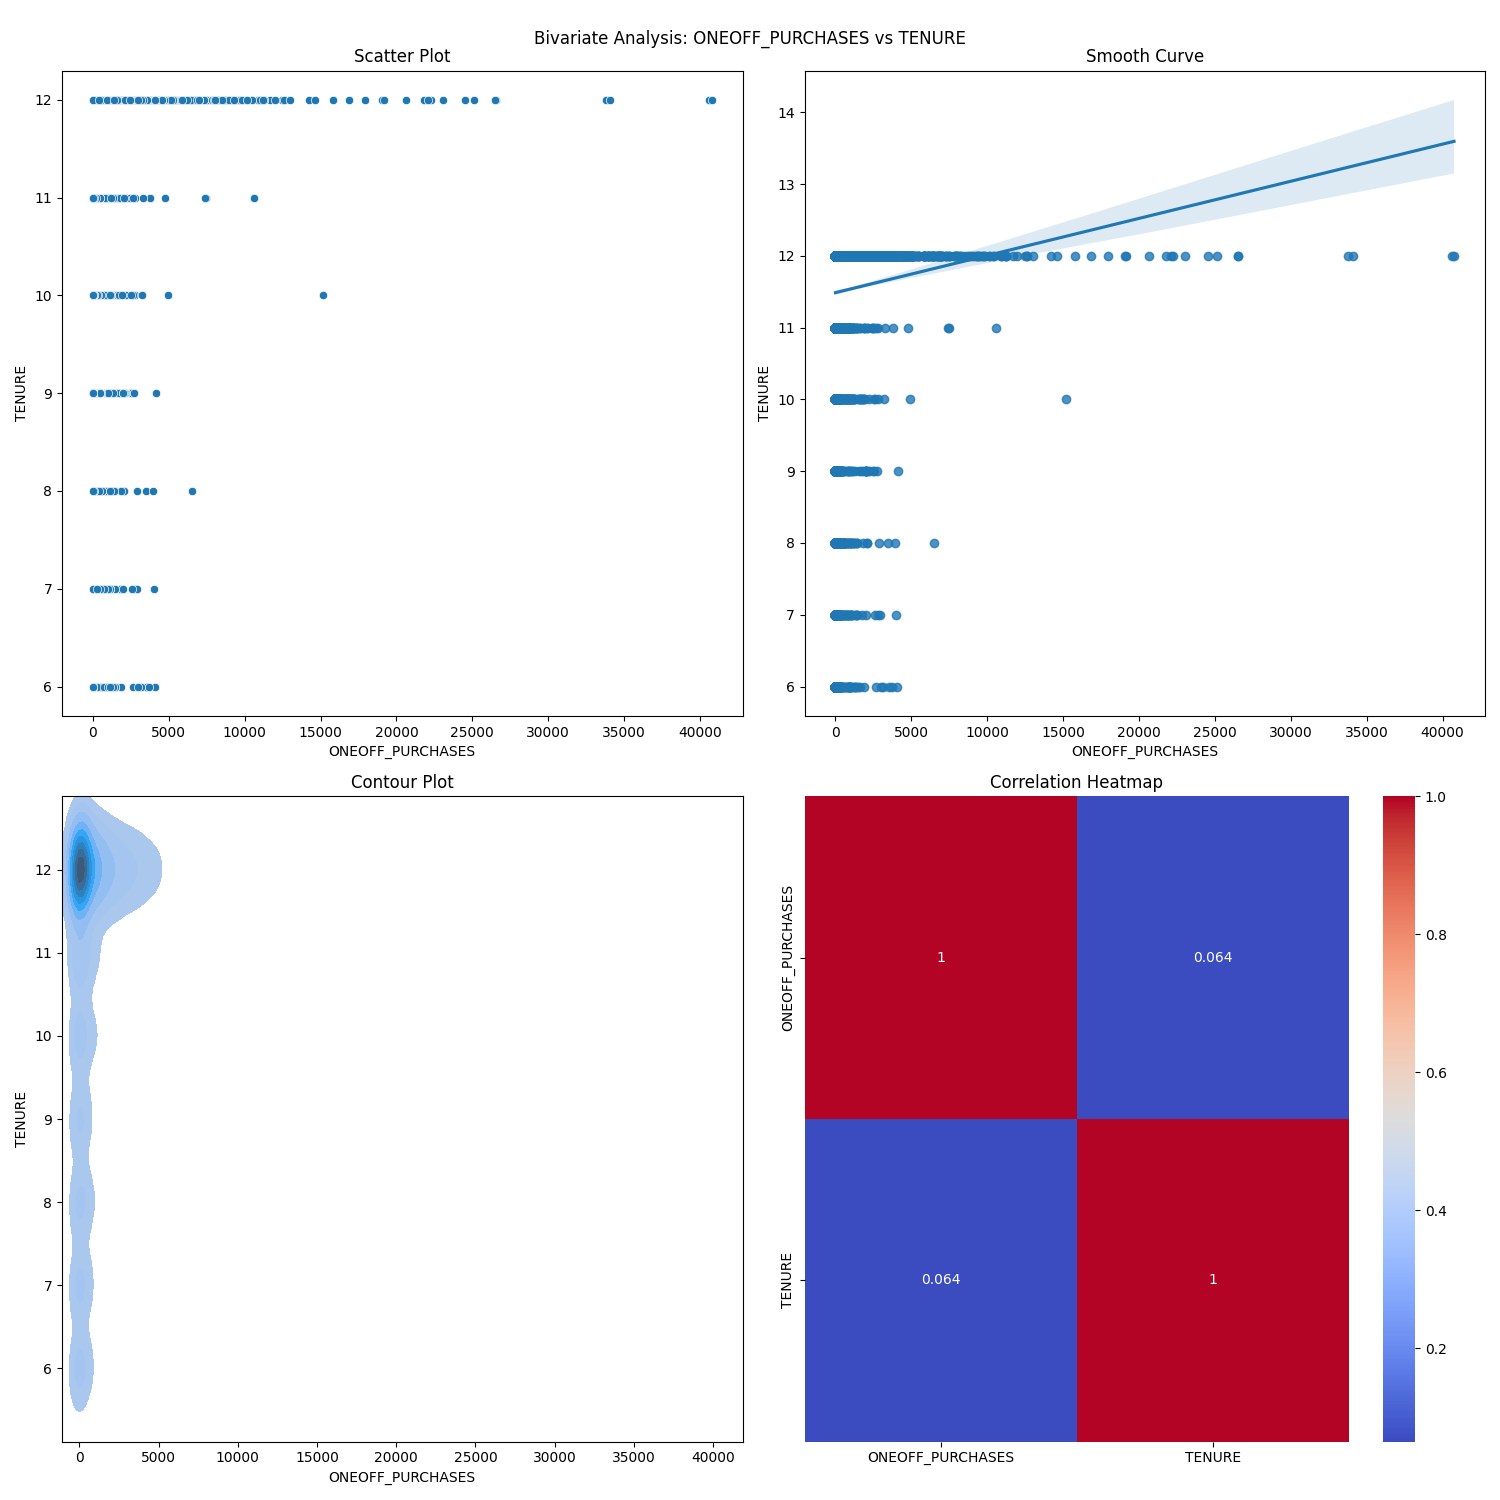 Bivariate Analysis: ONEOFF_PURCHASES vs TENURE
Scatter Plot
12
11
10
9
8
7
6
TENURE
0 5000 10000 15000 20000 25000 30000 35000 40000
ONEOFF_PURCHASES
Smooth Curve
14
13
12
11
10
9
8
7
6
TENURE
0 5000 10000 15000 20000 25000 30000 35000 40000
ONEOFF_PURCHASES
Contour Plot
12
11
10
9
8
7
6
TENURE
0 5000 10000 15000 20000 25000 30000 35000 40000
ONEOFF_PURCHASES
Correlation Heatmap
ONEOFF_PURCHASES
TENURE
1 0.064
0.064 1
ONEOFF_PURCHASES TENURE
1.0
0.8
0.6
0.4
0.2